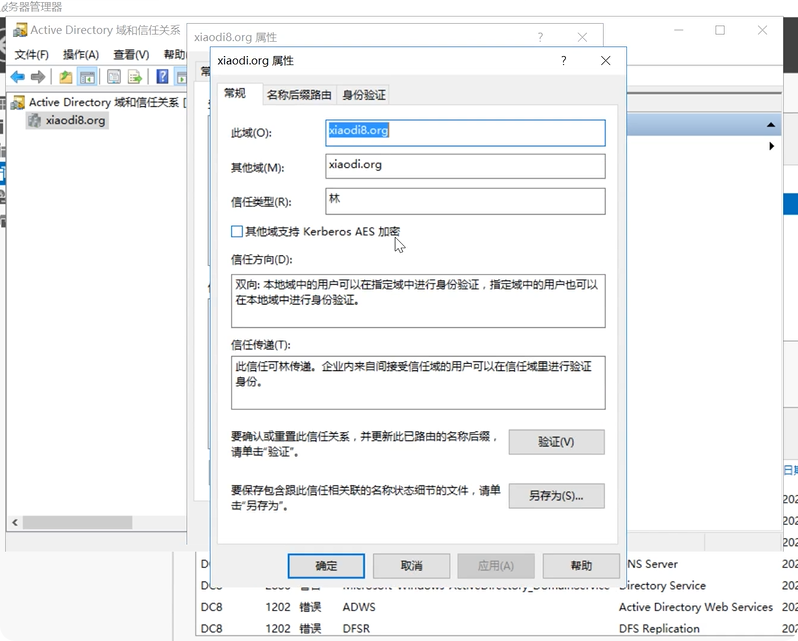 务器管理器
Active Directory 域和信任关系
xiaodi8.org 属性
?
文件(F) 操作(A) 查看(V) 帮助
xiaodi.org 属性
?
常规 名称后缀路由 身份验证
Active Directory 域和信任关系 [
xiaodi8.org
此域(O):
xiaodi8.org
其他域(M):
xiaodi.org
信任类型(R):
林
其他域支持 Kerberos AES 加密
信任方向(D):
双向: 本地域中的用户可以在指定域中进行身份验证，指定域中的用户也可以
在本地域中进行身份验证。
信任传递(T):
此信任可林传递。企业内来自间接受信任域的用户可以在信任域里进行验证
身份。
要确认或重置此信任关系，并更新此已路由的名称后缀，
请单击“验证”。
验证(V)
要保存包含跟此信任相关联的名称状态细节的文件，请单
击“另存为”。
另存为(S)...
确定 取消 应用(A) 帮助
NS Server 202
Directory Service 202
DC8 1202 错误 ADWS Active Directory Web Services 202
DC8 1202 错误 DFSR DFS Replication 202